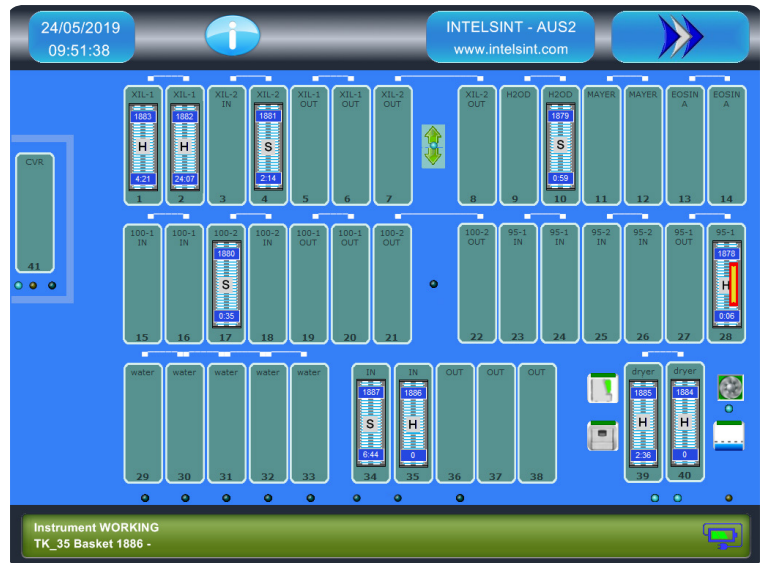 24/05/2019
09:51:38
i
INTELSINT - AUS2
www.intelsint.com
XIL-1 XIL-1 XIL-2 IN XIL-2 XIL-1 OUT XIL-1 OUT XIL-2 OUT XIL-2 OUT H2OD H2OD MAYER MAYER EOSIN A EOSIN A
1883 1882 1881 1879
H H S S
4:21 24:07 2:14 0:59
1 2 3 4 5 6 7 8 9 10 11 12 13 14
CVR
41
100-1 IN 100-1 IN 100-2 100-2 IN 100-1 OUT 100-1 OUT 100-2 OUT 100-2 OUT 95-1 IN 95-1 IN 95-2 IN 95-2 IN 95-1 OUT 95-1
1880 1878
S H
0:35 0:06
15 16 17 18 19 20 21 22 23 24 25 26 27 28
water water water water water IN IN OUT OUT OUT dryer dryer
1887 1886 1885 1884
S H H H
6:44 0 2:36 0
29 30 31 32 33 34 35 36 37 38 39 40
Instrument WORKING
TK_35 Basket 1886 -